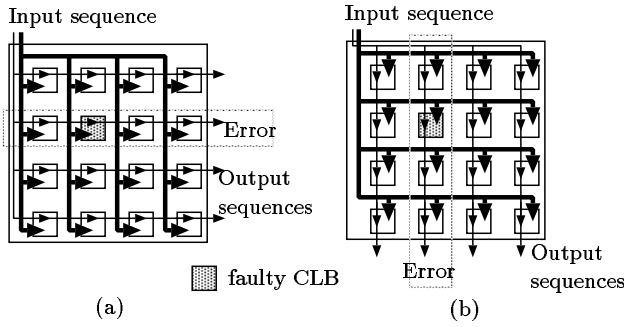 Input sequence
Error
Output
sequences
faulty CLB
(a)
Input sequence
Error
Output
sequences
(b)